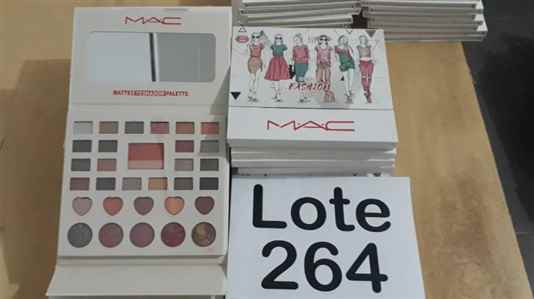 MAC
MATTE EYESHADOW PALETTE
FASHION
MAC
Lote
264